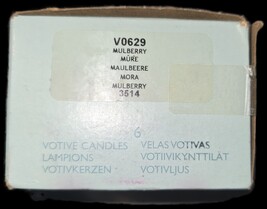 V0629
MULBERRY
MÛRE
MAULBEERE
MORA
MULBERRY
3514
6
VOTIVE CANDLES VELAS VOTIVAS
LAMPIONS VOTIIVIKYNTTILÄT
VOTIVKERZEN VOTIVLJUS